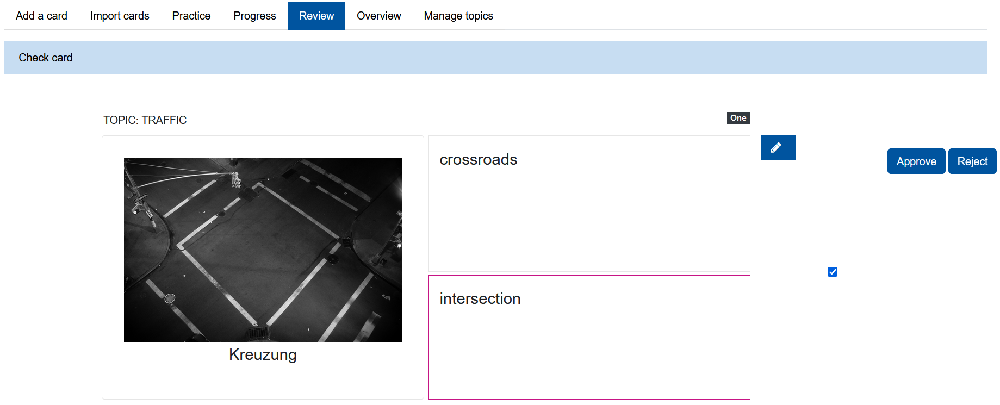 Add a card Import cards Practice Progress Review Overview Manage topics
Check card
TOPIC: TRAFFIC One
crossroads
Approve Reject
intersection
Kreuzung